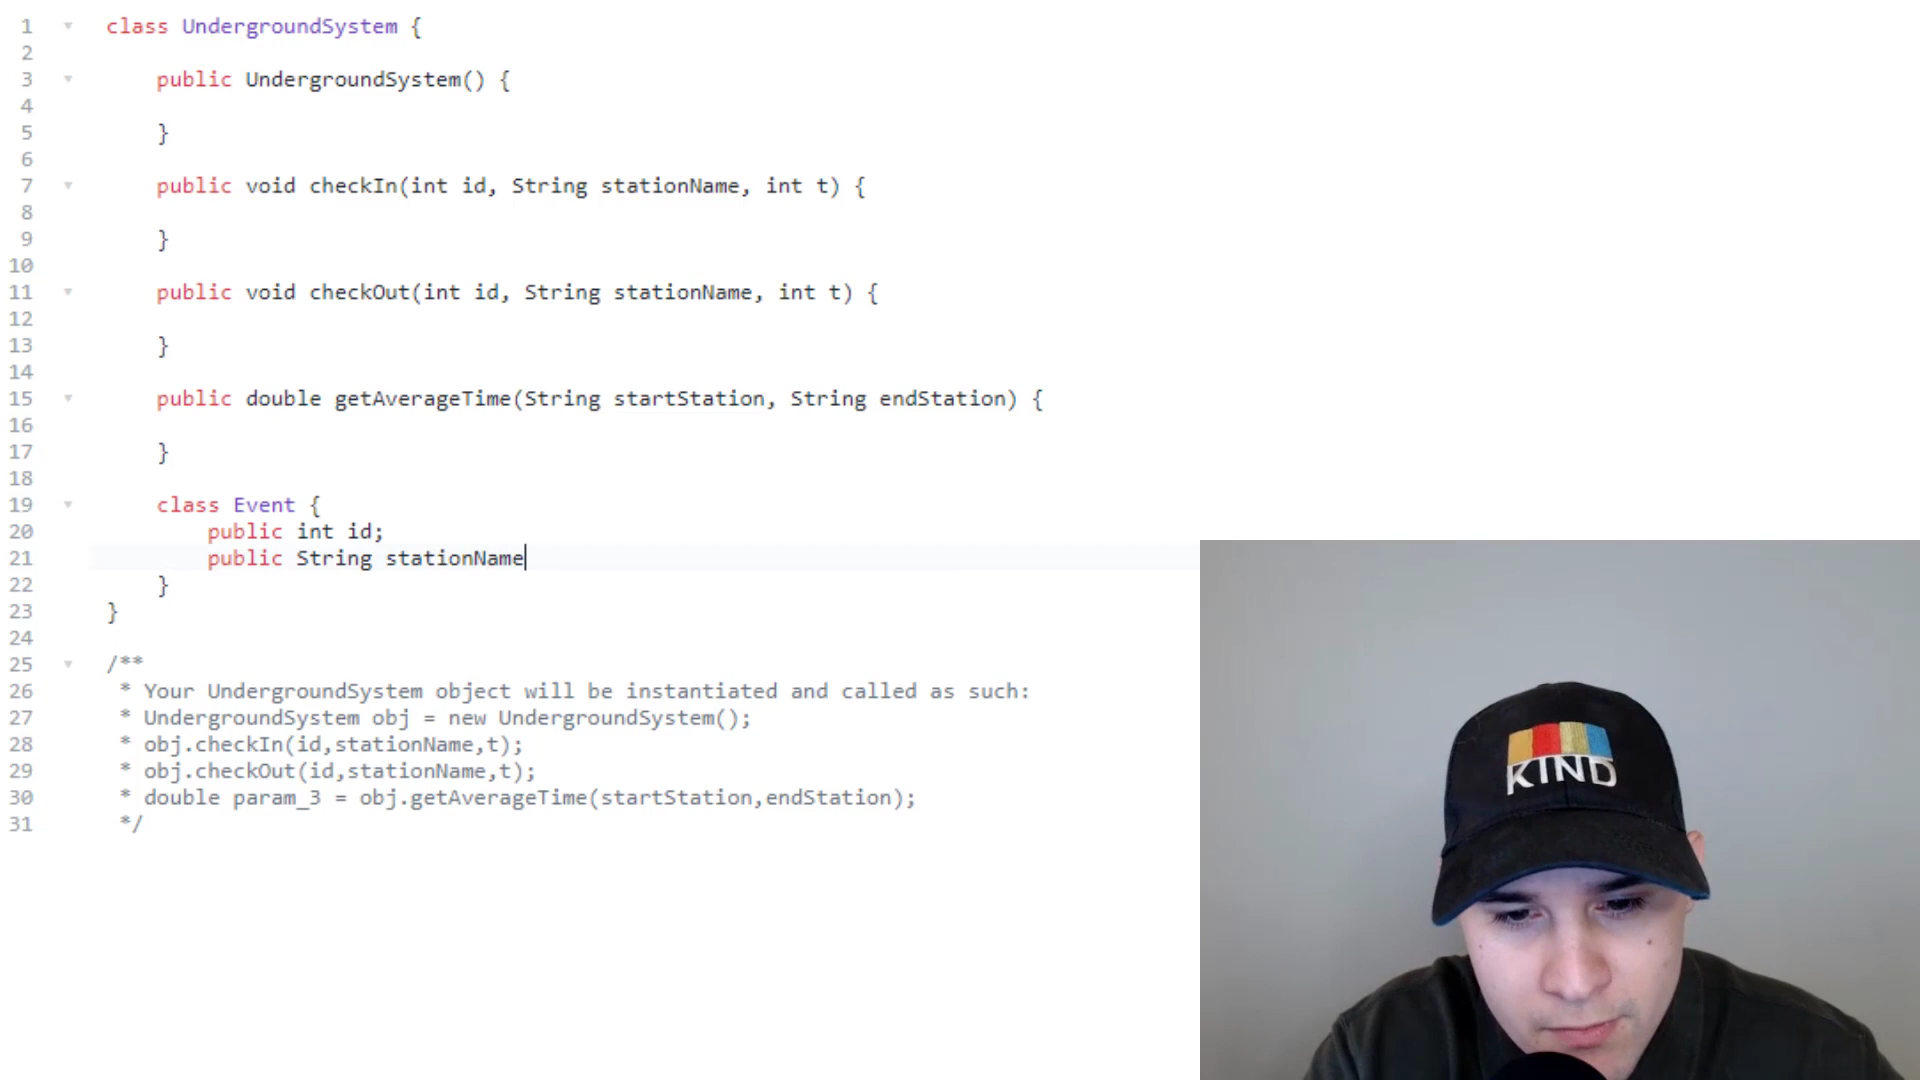 1 class UndergroundSystem {
2
3 public UndergroundSystem() {
4
5 }
6
7 public void checkIn(int id, String stationName, int t) {
8
9 }
10
11 public void checkOut(int id, String stationName, int t) {
12
13 }
14
15 public double getAverageTime(String startStation, String endStation) {
16
17 }
18
19 class Event {
20 public int id;
21 public String stationName
22 }
23 }
24
25 /**
26 * Your UndergroundSystem object will be instantiated and called as such:
27 * UndergroundSystem obj = new UndergroundSystem();
28 * obj.checkIn(id,stationName,t);
29 * obj.checkOut(id,stationName,t);
30 * double param_3 = obj.getAverageTime(startStation,endStation);
31 */
KIND